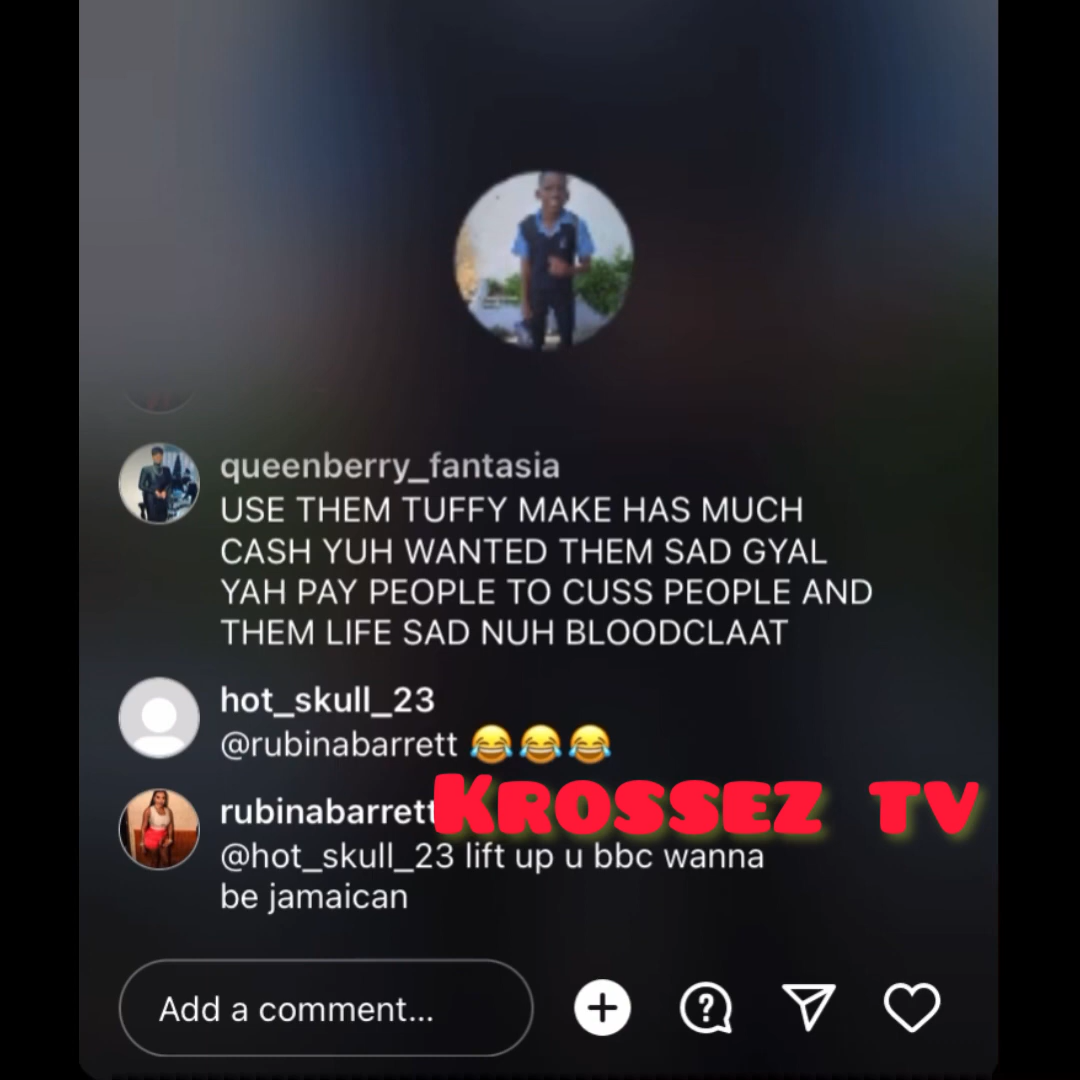 queenberry_fantasia
USE THEM TUFFY MAKE HAS MUCH
CASH YUH WANTED THEM SAD GYAL
YAH PAY PEOPLE TO CUSS PEOPLE AND
THEM LIFE SAD NUH BLOODCLAAT
hot_skull_23
@rubinabarrett 😂😂😂
rubinabarrett
KROSSEZ TV
@hot_skull_23 lift up u bbc wanna
be jamaican
Add a comment...